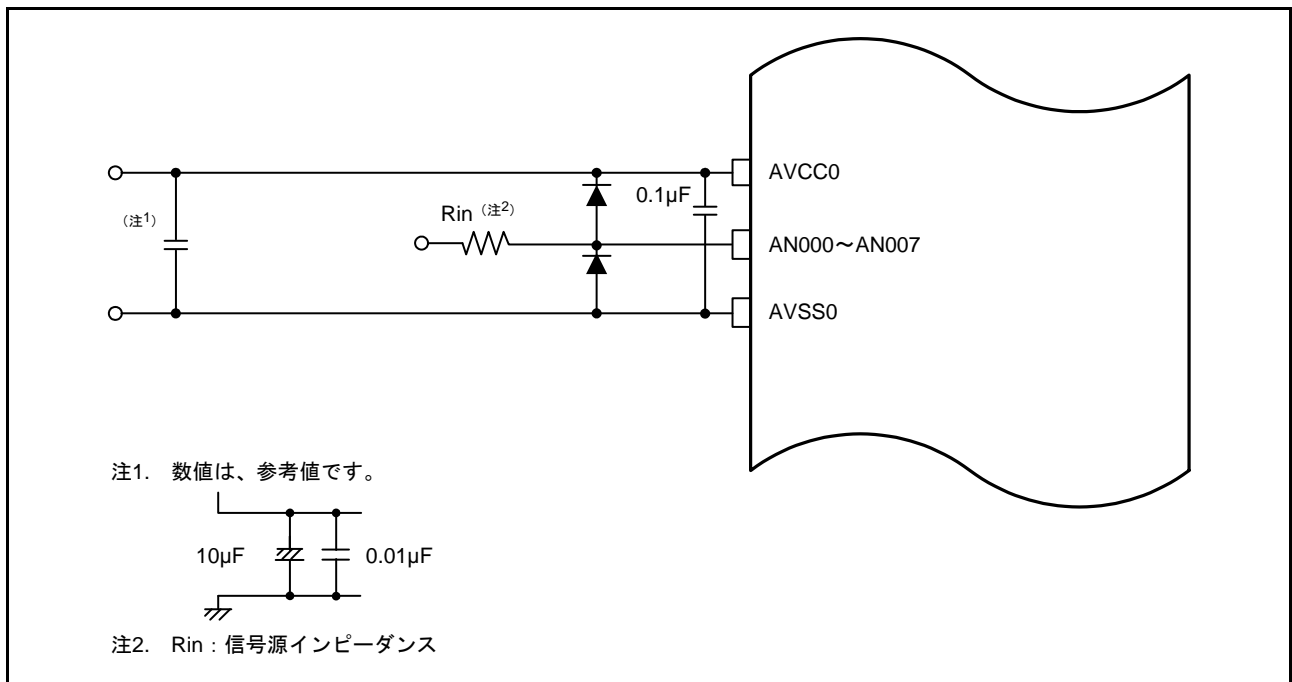 AVCC0
0.1µF
(注1)
Rin (注2)
AN000～AN007
AVSS0
注1. 数値は、参考値です。
10µF
0.01µF
注2. Rin：信号源インピーダンス